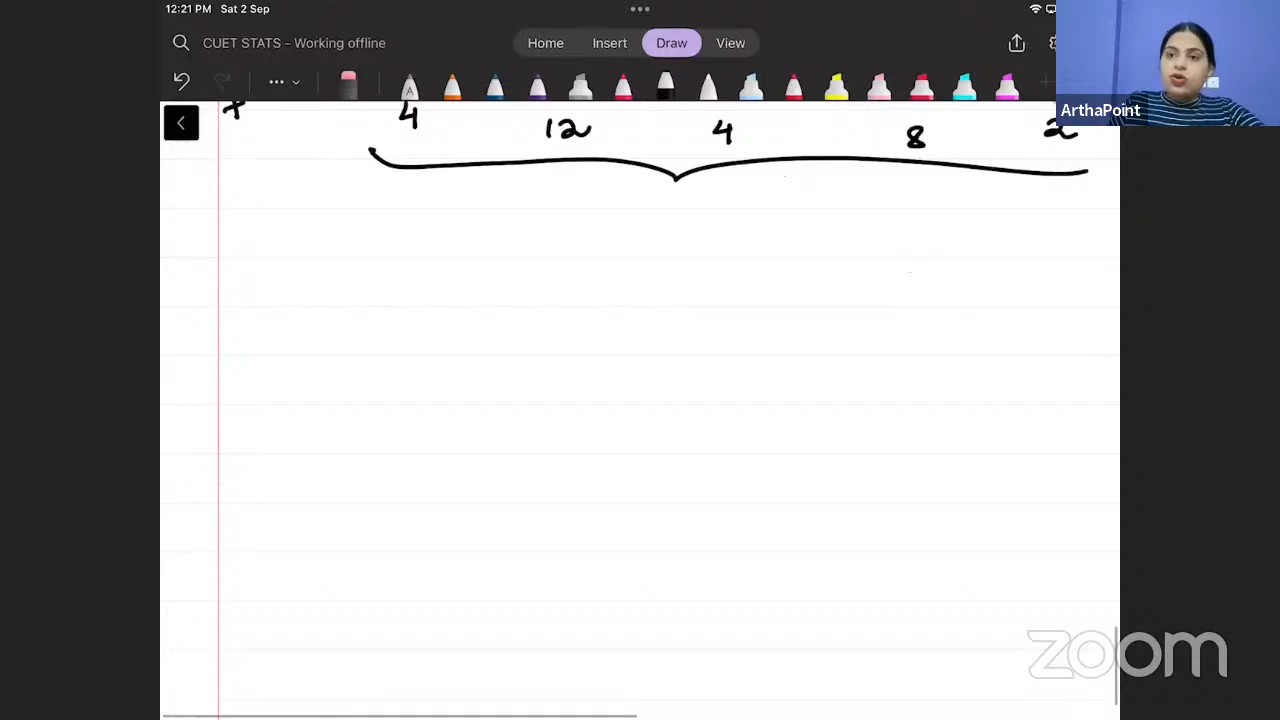 12:21 PM Sat 2 Sep
CUET STATS - Working offline
Home Insert Draw View
A
ArthaPoint
4 12 4 8 2
zoom